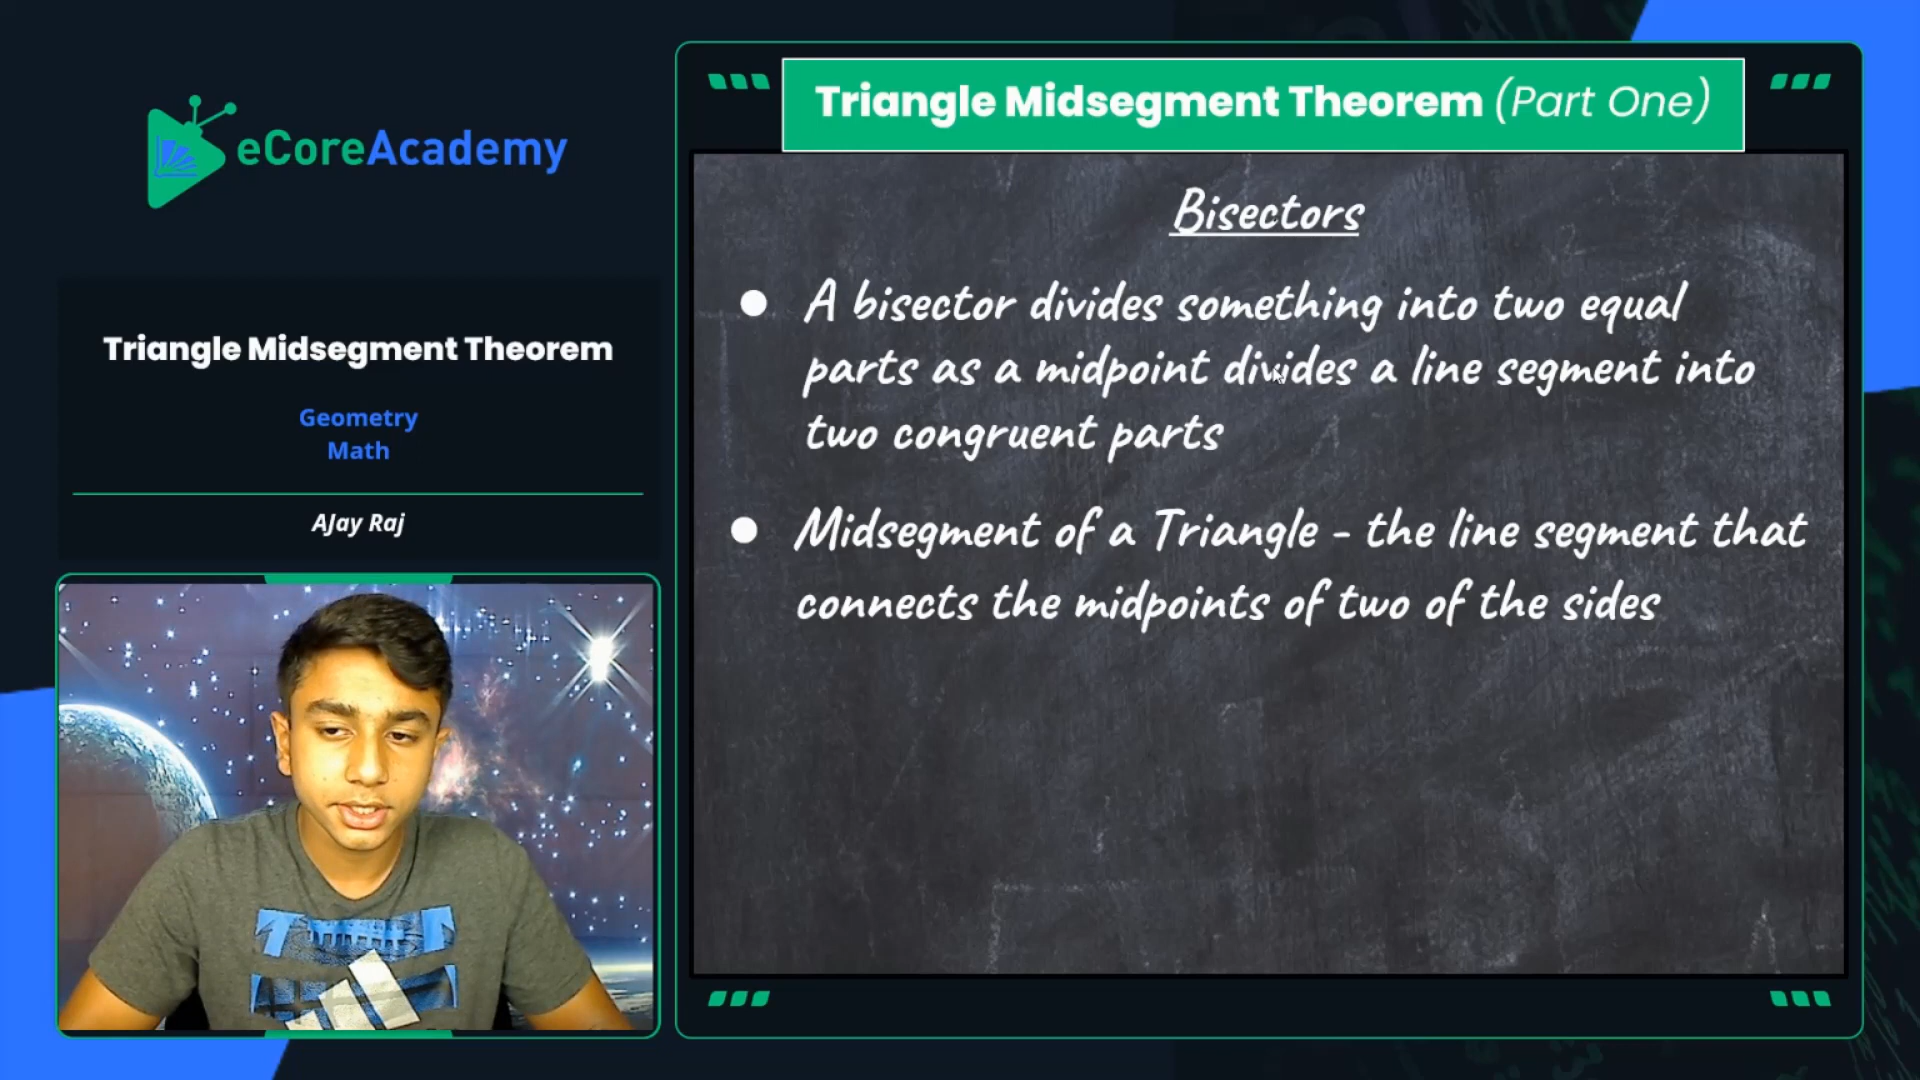 eCoreAcademy
Triangle Midsegment Theorem
Geometry
Math
AJay Raj
Triangle Midsegment Theorem (Part One)
Bisectors
● A bisector divides something into two equal
parts as a midpoint divides a line segment into
two congruent parts
● Midsegment of a Triangle - the line segment that
connects the midpoints of two of the sides